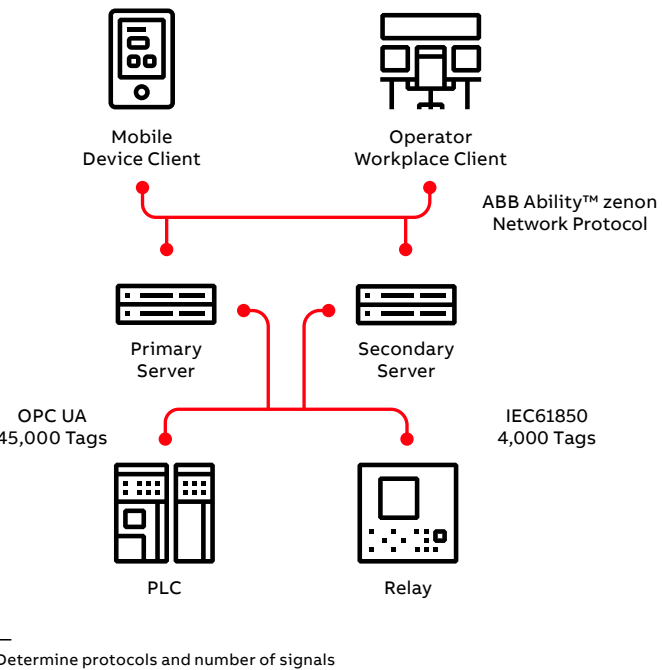 Mobile
Device Client
Operator
Workplace Client
ABB Ability™ zenon
Network Protocol
Primary
Server
Secondary
Server
OPC UA
45,000 Tags
IEC61850
4,000 Tags
PLC
Relay
—
Determine protocols and number of signals